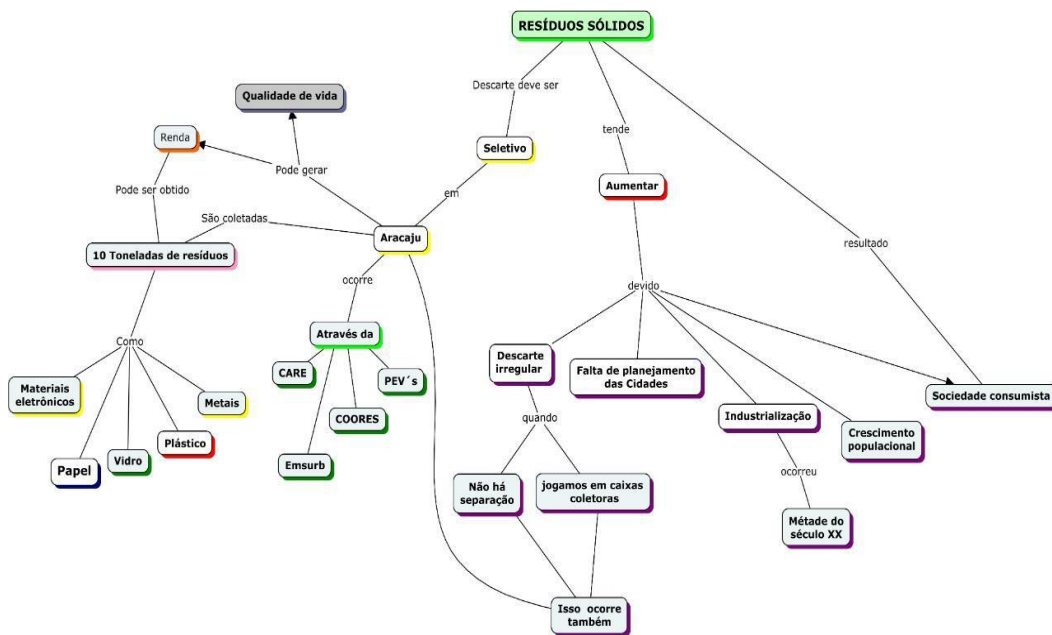 RESÍDUOS SÓLIDOS
Descarte deve ser
Qualidade de vida
tende
Renda
Seletivo
Pode gerar
Aumentar
Pode ser obtido
em
São coletadas
Aracaju
resultado
10 Toneladas de resíduos
ocorre
devido
Através da
Como
Descarte
irregular
Falta de planejamento
das Cidades
CARE
PEV´s
Materiais
eletrônicos
Metais
Sociedade consumista
COORES
Industrialização
quando
Plástico
Crescimento
populacional
Papel
Vidro
Emsurb
ocorreu
Não há
separação
jogamos em caixas
coletoras
Métade do
século XX
Isso ocorre
também